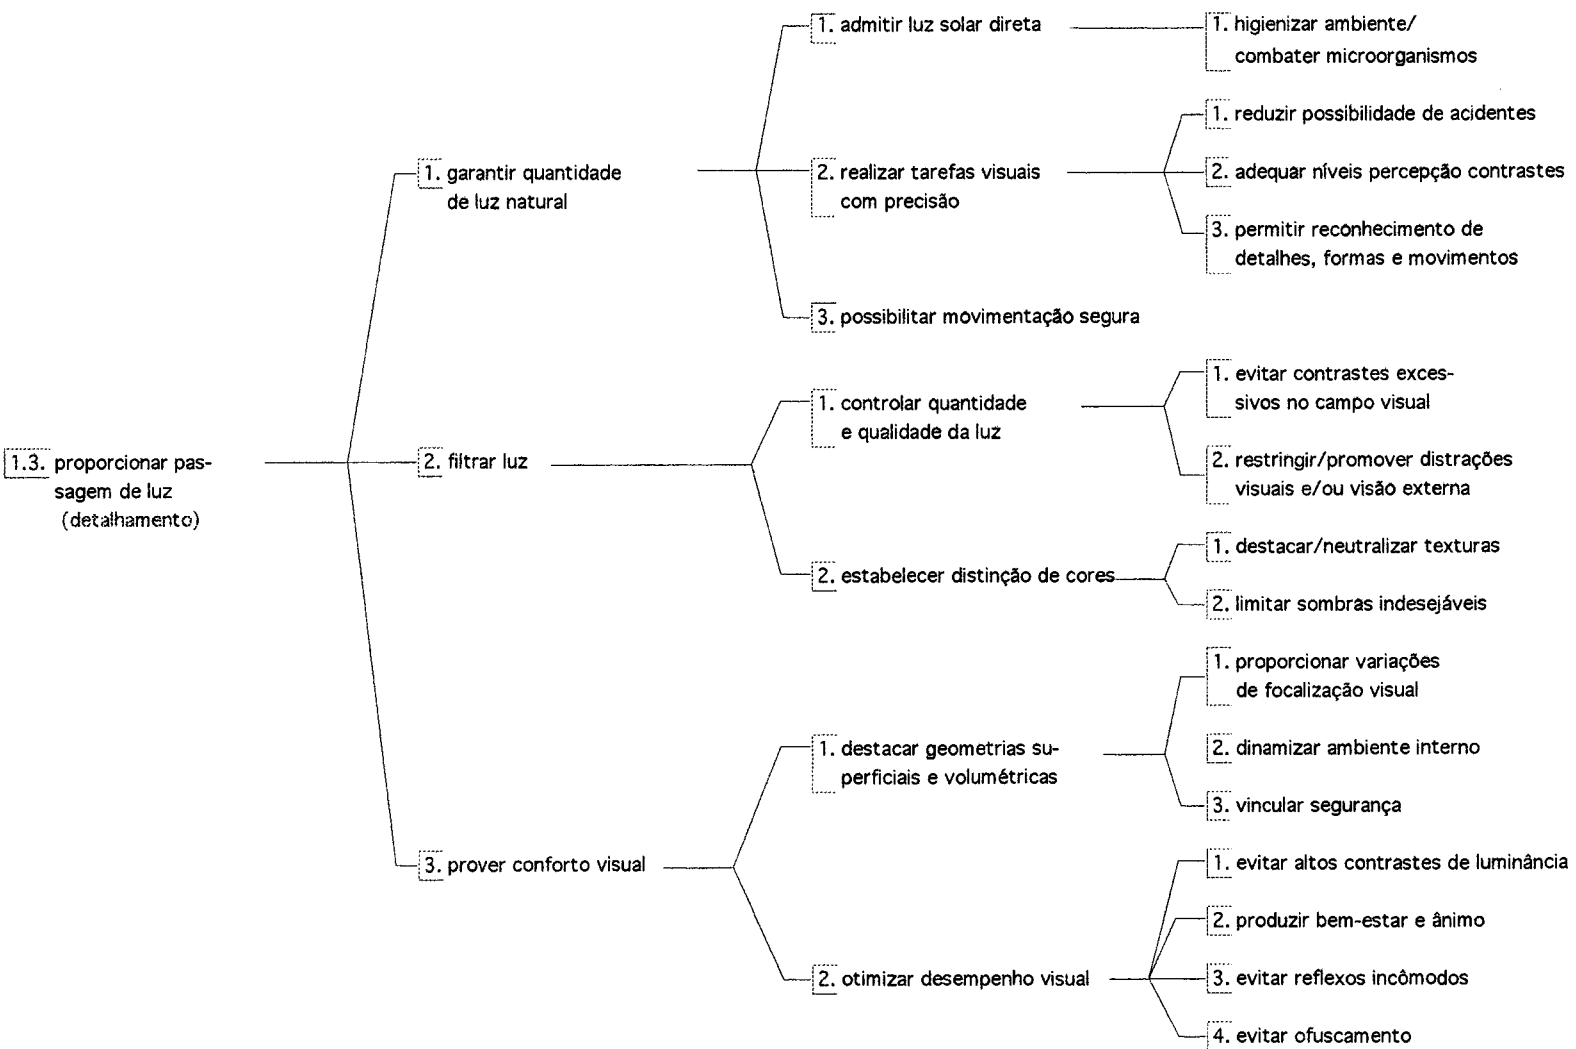 1.3. proporcionar pas-
sagem de luz
(detalhamento)
1. garantir quantidade
de luz natural
1. admitir luz solar direta
1. higienizar ambiente/
combater microorganismos
2. realizar tarefas visuais
com precisão
1. reduzir possibilidade de acidentes
2. adequar níveis percepção contrastes
3. permitir reconhecimento de
detalhes, formas e movimentos
3. possibilitar movimentação segura
2. filtrar luz
1. controlar quantidade
e qualidade da luz
1. evitar contrastes exces-
sivos no campo visual
2. restringir/promover distrações
visuais e/ou visão externa
2. estabelecer distinção de cores
1. destacar/neutralizar texturas
2. limitar sombras indesejáveis
3. prover conforto visual
1. destacar geometrias su-
perficiais e volumétricas
1. proporcionar variações
de focalização visual
2. dinamizar ambiente interno
3. vincular segurança
2. otimizar desempenho visual
1. evitar altos contrastes de luminância
2. produzir bem-estar e ânimo
3. evitar reflexos incômodos
4. evitar ofuscamento